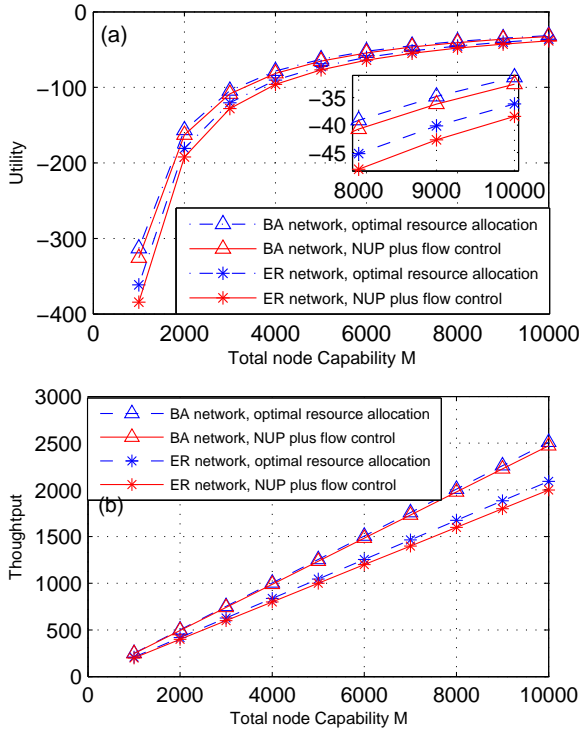 (a)
0
−100
−200
−300
−400
Utility
−35
−40
−45
8000 9000 10000
BA network, optimal resource allocation
BA network, NUP plus flow control
ER network, optimal resource allocation
ER network, NUP plus flow control
0 2000 4000 6000 8000 10000
Total node Capability M
3000
2500
2000
1500
1000
500
0
Thoughtput
BA network, optimal resource allocation
BA network, NUP plus flow control
ER network, optimal resource allocation
ER network, NUP plus flow control
(b)
0 2000 4000 6000 8000 10000
Total node Capability M